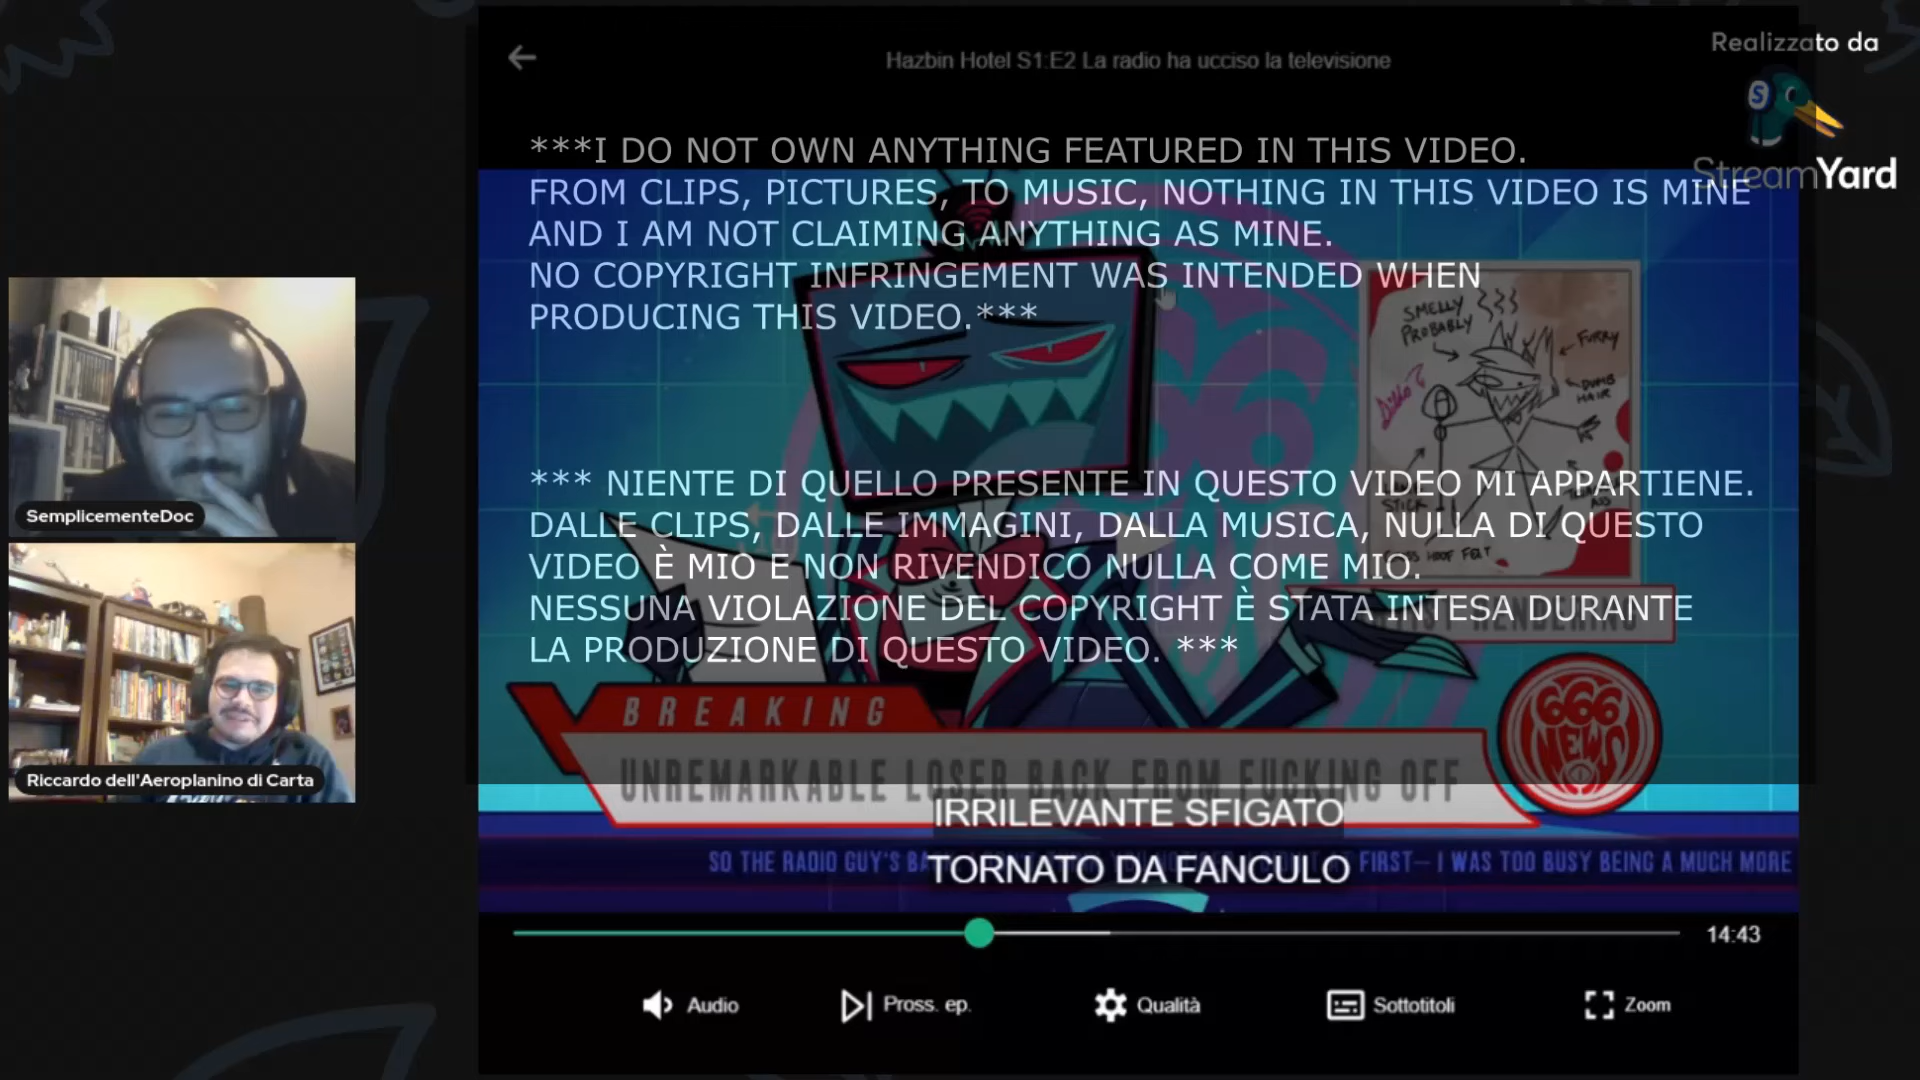 Hazbin Hotel S1:E2 La radio ha ucciso la televisione
Realizzato da
StreamYard
***I DO NOT OWN ANYTHING FEATURED IN THIS VIDEO.
FROM CLIPS, PICTURES, TO MUSIC, NOTHING IN THIS VIDEO IS MINE
AND I AM NOT CLAIMING ANYTHING AS MINE.
NO COPYRIGHT INFRINGEMENT WAS INTENDED WHEN
PRODUCING THIS VIDEO.***
SMELLY
PROBABLY
FURRY
DUMB
HAIR
*** NIENTE DI QUELLO PRESENTE IN QUESTO VIDEO MI APPARTIENE.
DALLE CLIPS, DALLE IMMAGINI, DALLA MUSICA, NULLA DI QUESTO
VIDEO È MIO E NON RIVENDICO NULLA COME MIO.
NESSUNA VIOLAZIONE DEL COPYRIGHT È STATA INTESA DURANTE
LA PRODUZIONE DI QUESTO VIDEO. ***
SemplicementeDoc
Riccardo dell'Aeroplanino di Carta
BREAKING
666
NEWS
UNREMARKABLE LOSER BACK FROM FUCKING OFF
IRRILEVANTE SFIGATO
TORNATO DA FANCULO
SO THE RADIO GUY'S FIRST— I WAS TOO BUSY BEING A MUCH MORE
14:43
Audio
Pross. ep.
Qualità
Sottotitoli
Zoom